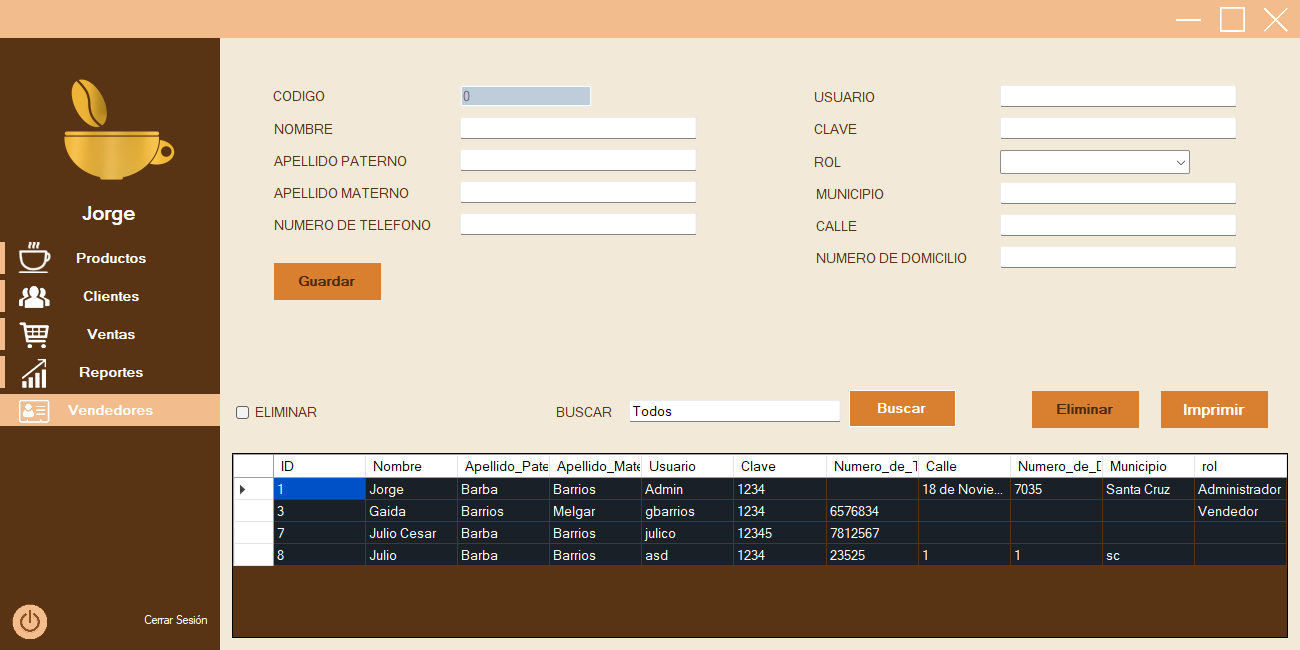 Jorge
Productos
Clientes
Ventas
Reportes
Vendedores
Cerrar Sesión
CODIGO 0
NOMBRE
APELLIDO PATERNO
APELLIDO MATERNO
NUMERO DE TELEFONO
Guardar
USUARIO
CLAVE
ROL
MUNICIPIO
CALLE
NUMERO DE DOMICILIO
ELIMINAR BUSCAR Todos Buscar Eliminar Imprimir
ID Nombre Apellido_Pate Apellido_Mate Usuario Clave Numero_de_T Calle Numero_de_D Municipio rol
1 Jorge Barba Barrios Admin 1234 18 de Novie... 7035 Santa Cruz Administrador
3 Gaida Barrios Melgar gbarrios 1234 6576834 Vendedor
7 Julio Cesar Barba Barrios julico 12345 7812567
8 Julio Barba Barrios asd 1234 23525 1 1 sc